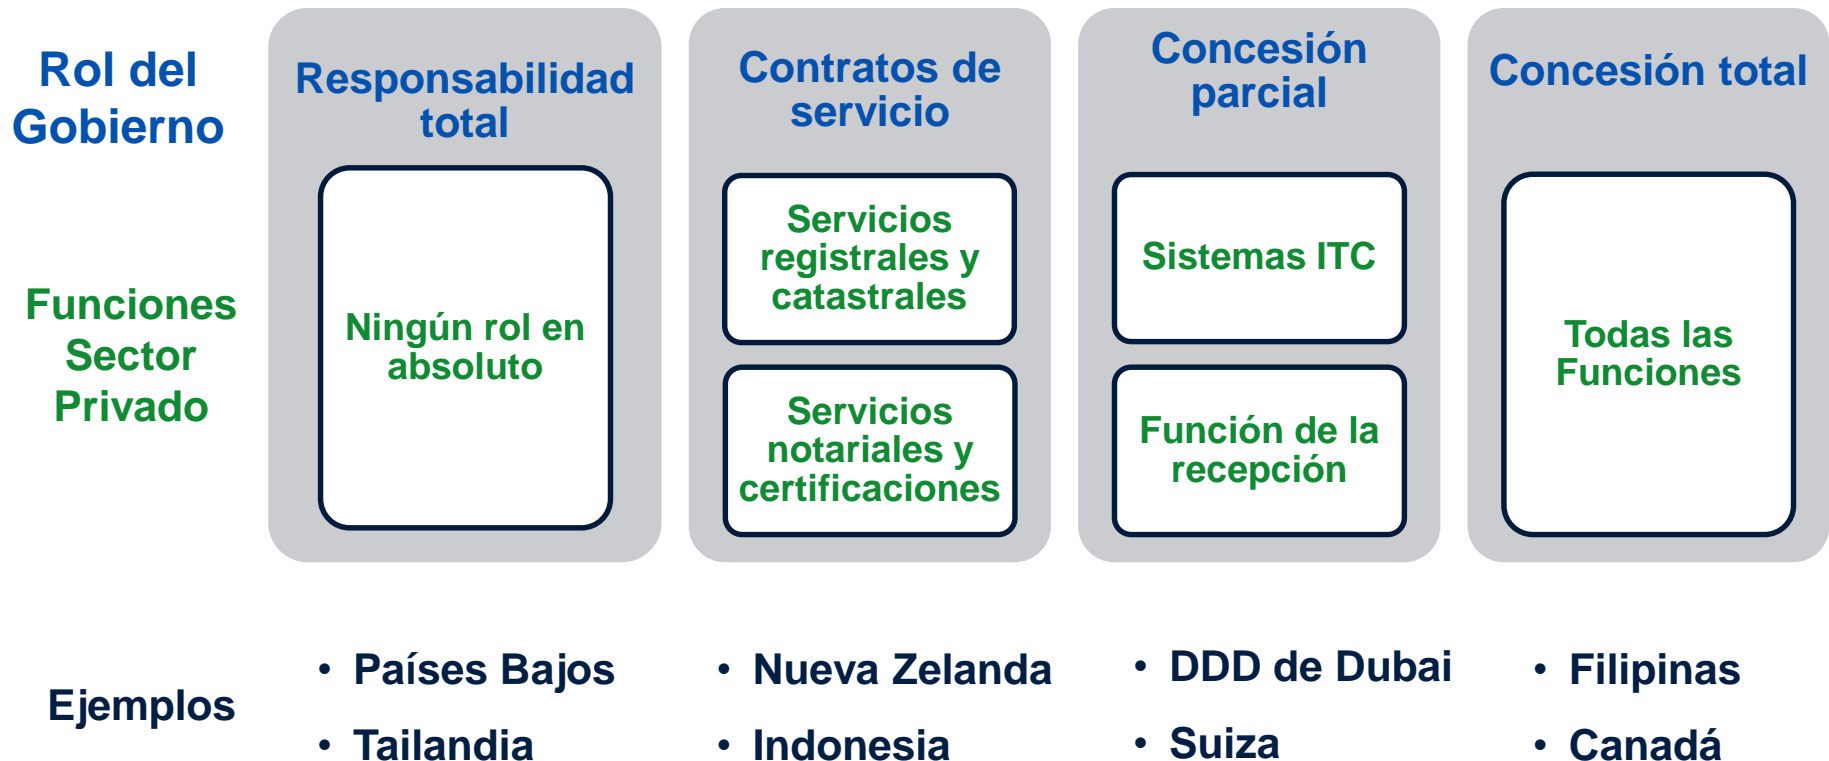 Rol del
Gobierno
Responsabilidad
total
Contratos de
servicio
Concesión
parcial
Concesión total
Funciones
Sector
Privado
Ningún rol en
absoluto
Servicios
registrales y
catastrales
Servicios
notariales y
certificaciones
Sistemas ITC
Función de la
recepción
Todas las
Funciones
Ejemplos
• Países Bajos
• Tailandia
• Nueva Zelanda
• Indonesia
• DDD de Dubai
• Suiza
• Filipinas
• Canadá